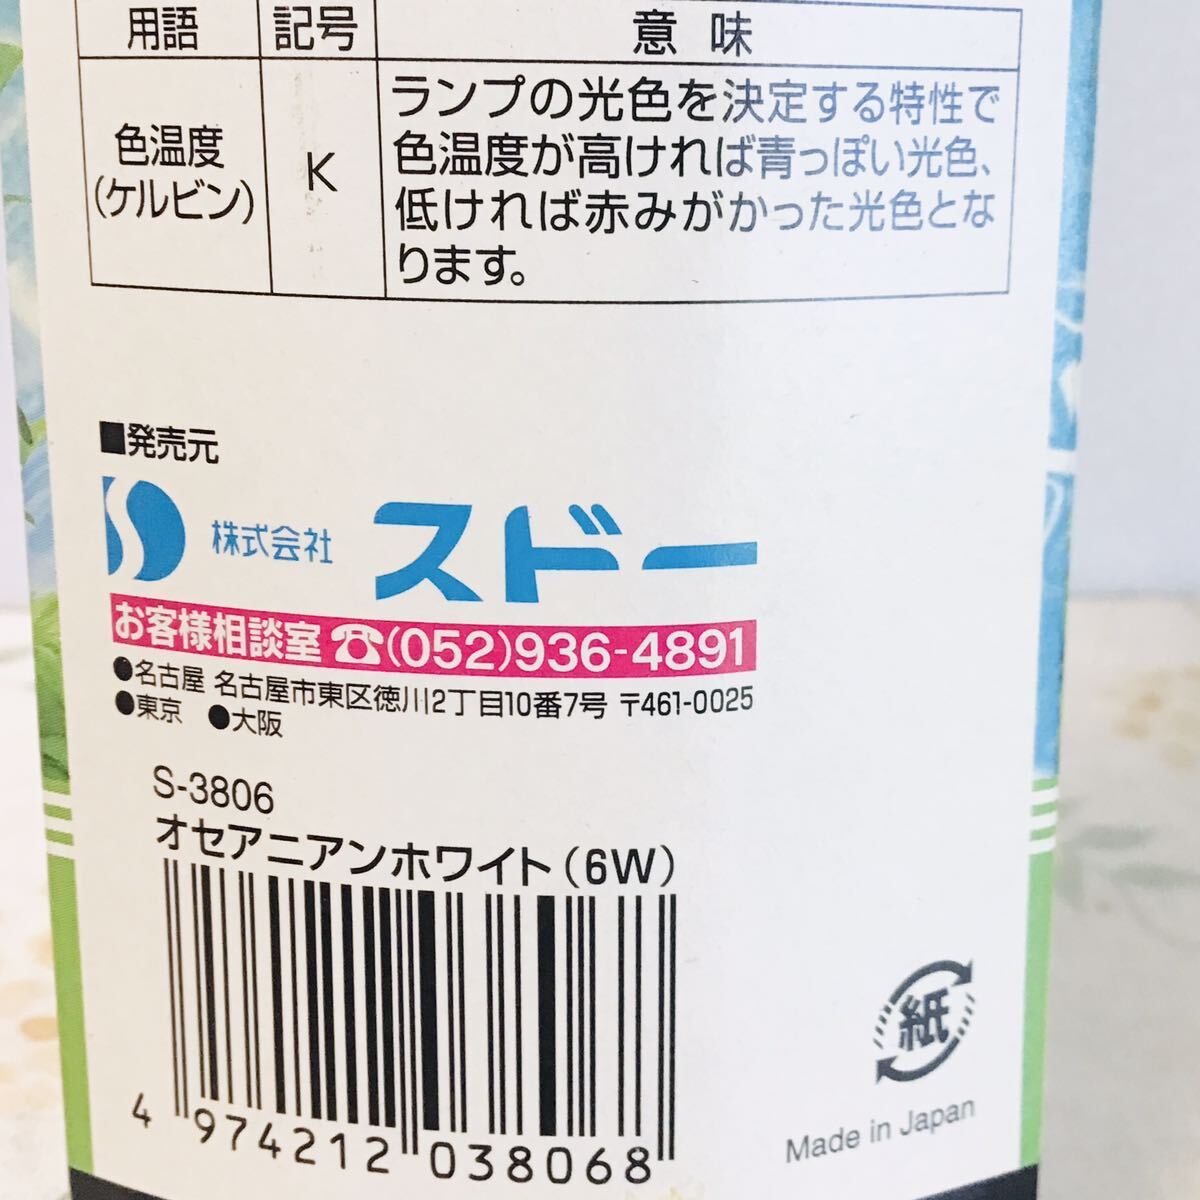 用語 記号 意味
色温度
(ケルビン)
K
ランプの光色を決定する特性で
色温度が高ければ青っぽい光色、
低ければ赤みがかった光色とな
ります。
■発売元
株式会社 スドー
お客様相談室☎(052)936-4891
●名古屋 名古屋市東区徳川2丁目10番7号 〒461-0025
●東京 ●大阪
S-3806
オセアニアンホワイト(6W)
4 974212 038068
紙
Made in Japan